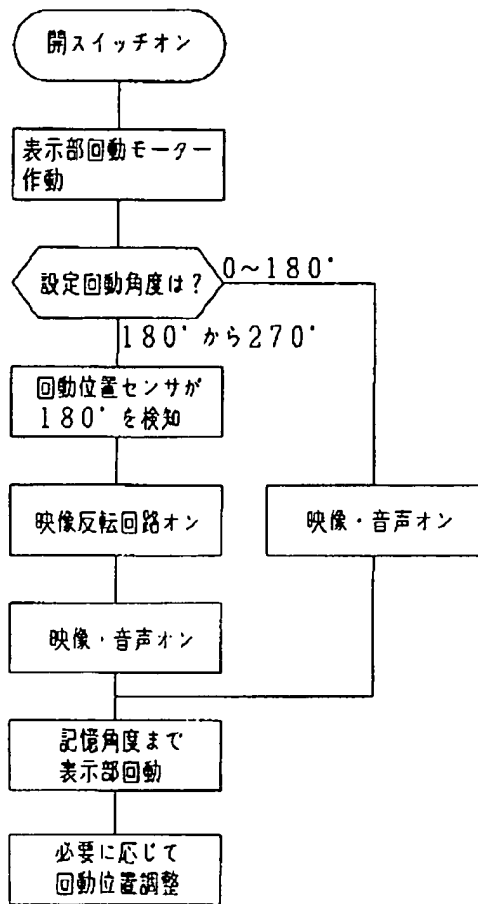 開スイッチオン
表示部回動モーター
作動
設定回動角度は?
0~180°
180°から270°
回動位置センサが
180°を検知
映像反転回路オン
映像・音声オン
映像・音声オン
記憶角度まで
表示部回動
必要に応じて
回動位置調整